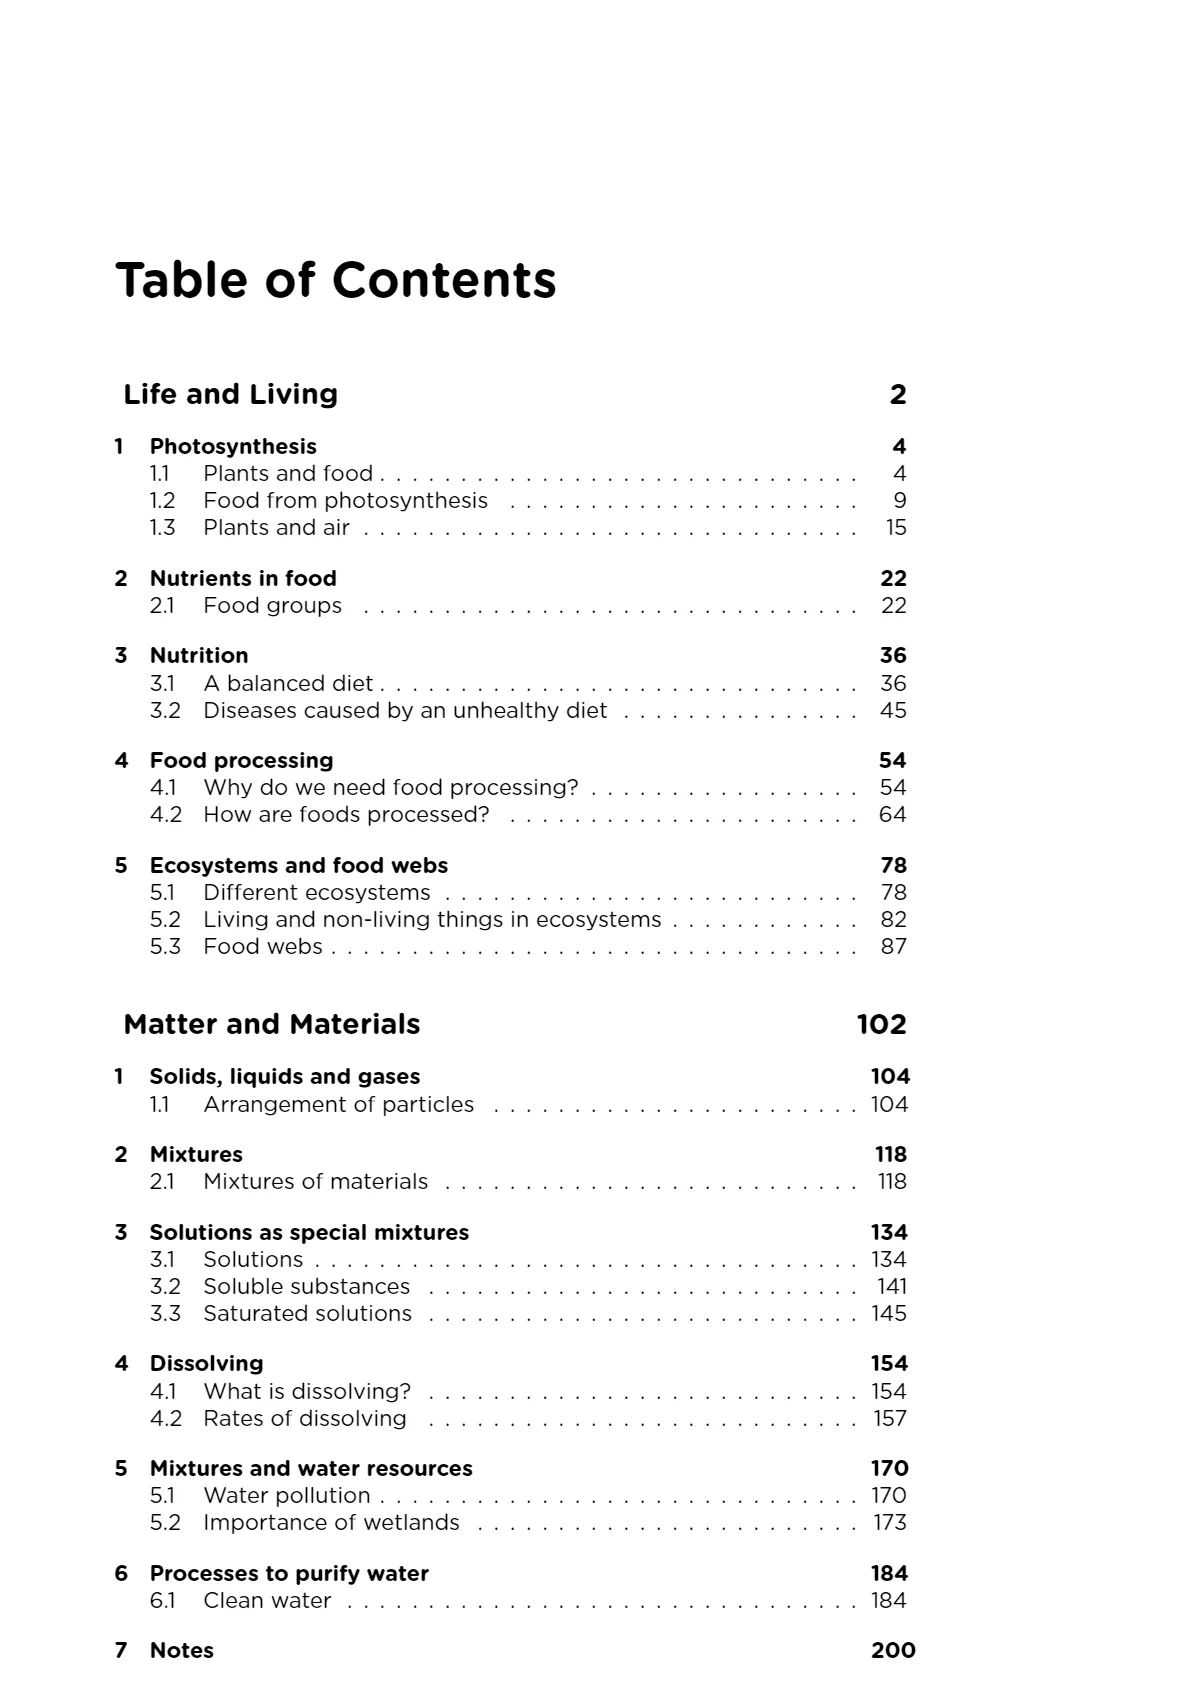 Table of Contents
Life and Living 2
1 Photosynthesis 4
1.1 Plants and food . . . . . . . . . . . . . . . . . . . . . . . . . . . . . . 4
1.2 Food from photosynthesis . . . . . . . . . . . . . . . . . . . . . . 9
1.3 Plants and air . . . . . . . . . . . . . . . . . . . . . . . . . . . . . . . 15
2 Nutrients in food 22
2.1 Food groups . . . . . . . . . . . . . . . . . . . . . . . . . . . . . . . 22
3 Nutrition 36
3.1 A balanced diet . . . . . . . . . . . . . . . . . . . . . . . . . . . . . . 36
3.2 Diseases caused by an unhealthy diet . . . . . . . . . . . . . . . 45
4 Food processing 54
4.1 Why do we need food processing? . . . . . . . . . . . . . . . . . 54
4.2 How are foods processed? . . . . . . . . . . . . . . . . . . . . . . 64
5 Ecosystems and food webs 78
5.1 Different ecosystems . . . . . . . . . . . . . . . . . . . . . . . . . . 78
5.2 Living and non-living things in ecosystems . . . . . . . . . . . . 82
5.3 Food webs . . . . . . . . . . . . . . . . . . . . . . . . . . . . . . . . . 87
Matter and Materials 102
1 Solids, liquids and gases 104
1.1 Arrangement of particles . . . . . . . . . . . . . . . . . . . . . . . 104
2 Mixtures 118
2.1 Mixtures of materials . . . . . . . . . . . . . . . . . . . . . . . . . . 118
3 Solutions as special mixtures 134
3.1 Solutions . . . . . . . . . . . . . . . . . . . . . . . . . . . . . . . . . . 134
3.2 Soluble substances . . . . . . . . . . . . . . . . . . . . . . . . . . . 141
3.3 Saturated solutions . . . . . . . . . . . . . . . . . . . . . . . . . . . 145
4 Dissolving 154
4.1 What is dissolving? . . . . . . . . . . . . . . . . . . . . . . . . . . . 154
4.2 Rates of dissolving . . . . . . . . . . . . . . . . . . . . . . . . . . . 157
5 Mixtures and water resources 170
5.1 Water pollution . . . . . . . . . . . . . . . . . . . . . . . . . . . . . . 170
5.2 Importance of wetlands . . . . . . . . . . . . . . . . . . . . . . . . 173
6 Processes to purify water 184
6.1 Clean water . . . . . . . . . . . . . . . . . . . . . . . . . . . . . . . . 184
7 Notes 200